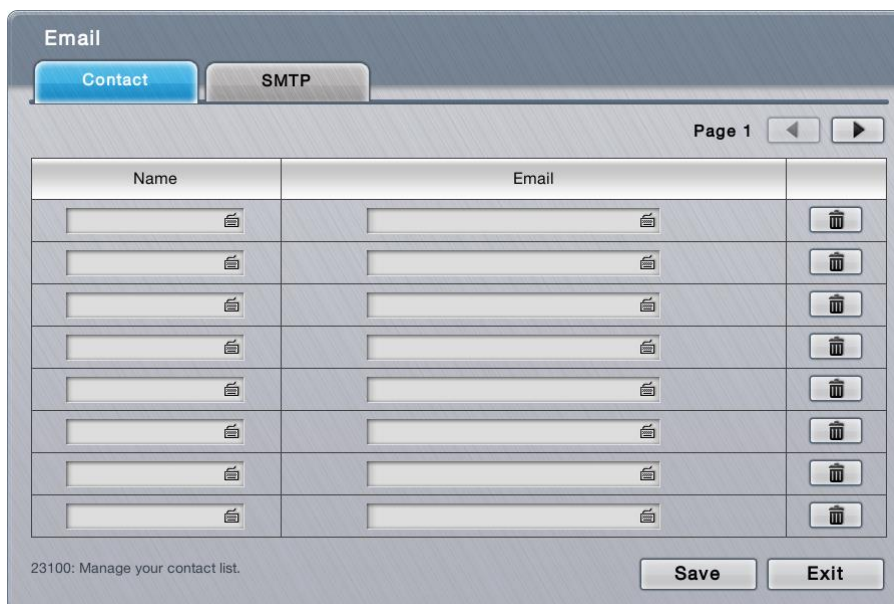 Email
Contact SMTP
Page 1
Name Email
23100: Manage your contact list.
Save Exit